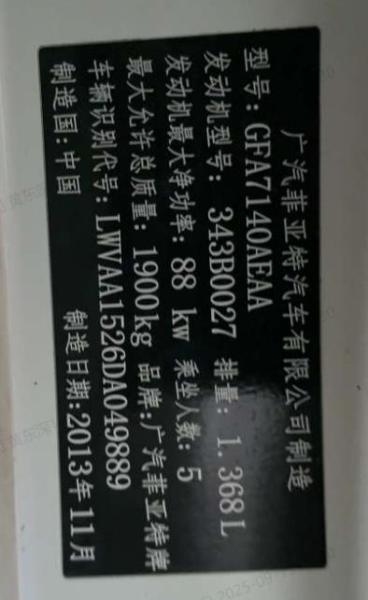 广汽菲亚特汽车有限公司制造
型号:GFA7140AEAA
发动机型号:343B0027 排量:1.368L
发动机最大净功率:88 kw 乘坐人数:5
最大允许总质量:1900kg 品牌:广汽菲亚特牌
车辆识别代号:LWVAA1526DA049889
制造国:中国 制造日期:2013年11月